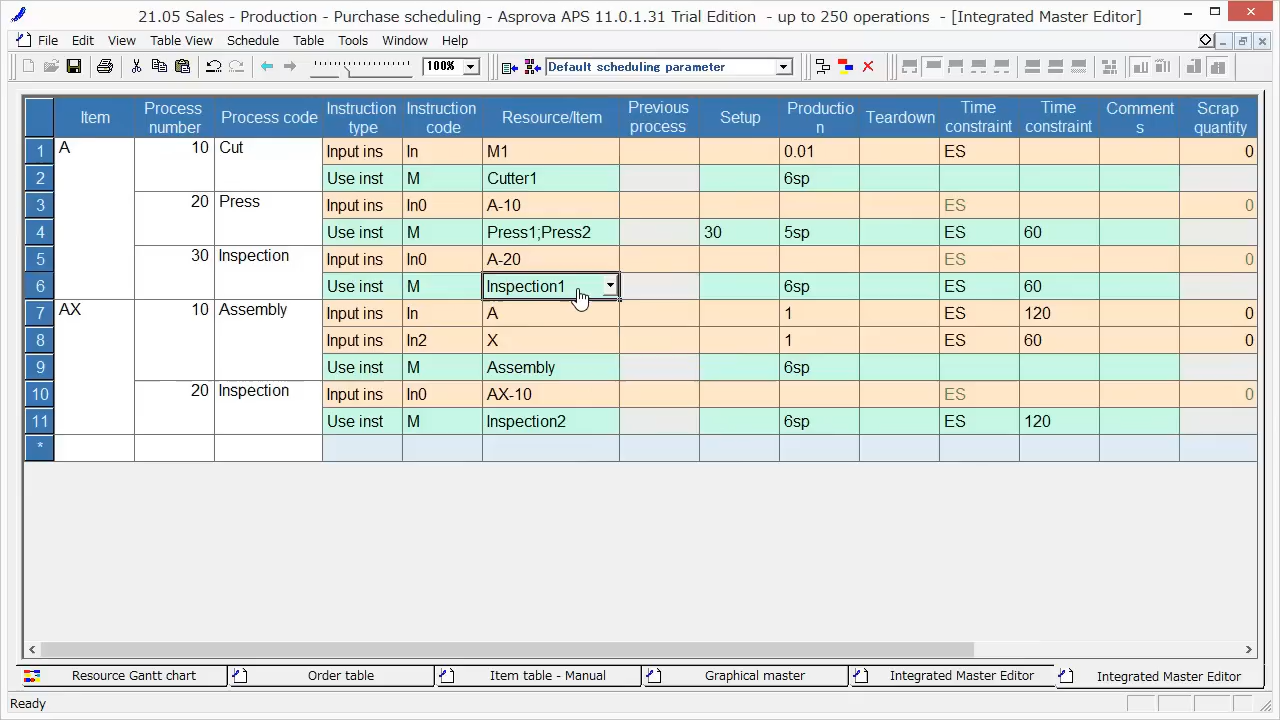 21.05 Sales - Production - Purchase scheduling - Asprova APS 11.0.1.31 Trial Edition - up to 250 operations - [Integrated Master Editor]
File Edit View Table View Schedule Table Tools Window Help
100% Default scheduling parameter
Item Process number Process code Instruction type Instruction code Resource/Item Previous process Setup Productio n Teardown Time constraint Time constraint Comment s Scrap quantity
1 A 10 Cut Input ins In M1 0.01 ES 0
2 Use inst M Cutter1 6sp
3 20 Press Input ins In0 A-10 ES 0
4 Use inst M Press1;Press2 30 5sp ES 60
5 30 Inspection Input ins In0 A-20 ES 0
6 Use inst M Inspection1 6sp ES 60
7 AX 10 Assembly Input ins In A 1 ES 120 0
8 Input ins In2 X 1 ES 60 0
9 Use inst M Assembly 6sp
10 20 Inspection Input ins In0 AX-10 ES 0
11 Use inst M Inspection2 6sp ES 120
*
Resource Gantt chart Order table Item table - Manual Graphical master Integrated Master Editor Integrated Master Editor
Ready